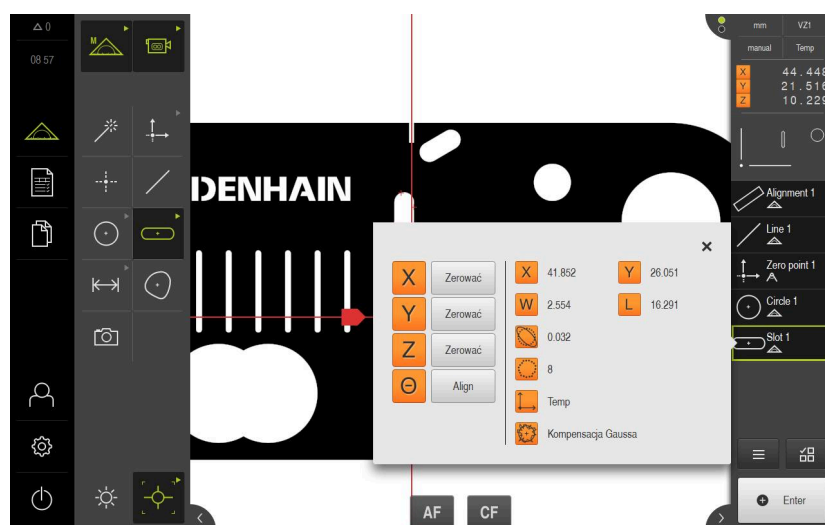 0
08 57
M
DENHAIN
X
Zerować
Y
Zerować
Z
Zerować
Θ
Align
X 41.852 Y 26.051
W 2.554 L 16.291
0.032
8
Temp
Kompensacja Gaussa
AF
CF
mm VZ1
manual Temp
X 44.448
Y 21.516
Z 10.229
Alignment 1
Line 1
Zero point 1
Circle 1
Slot 1
Enter